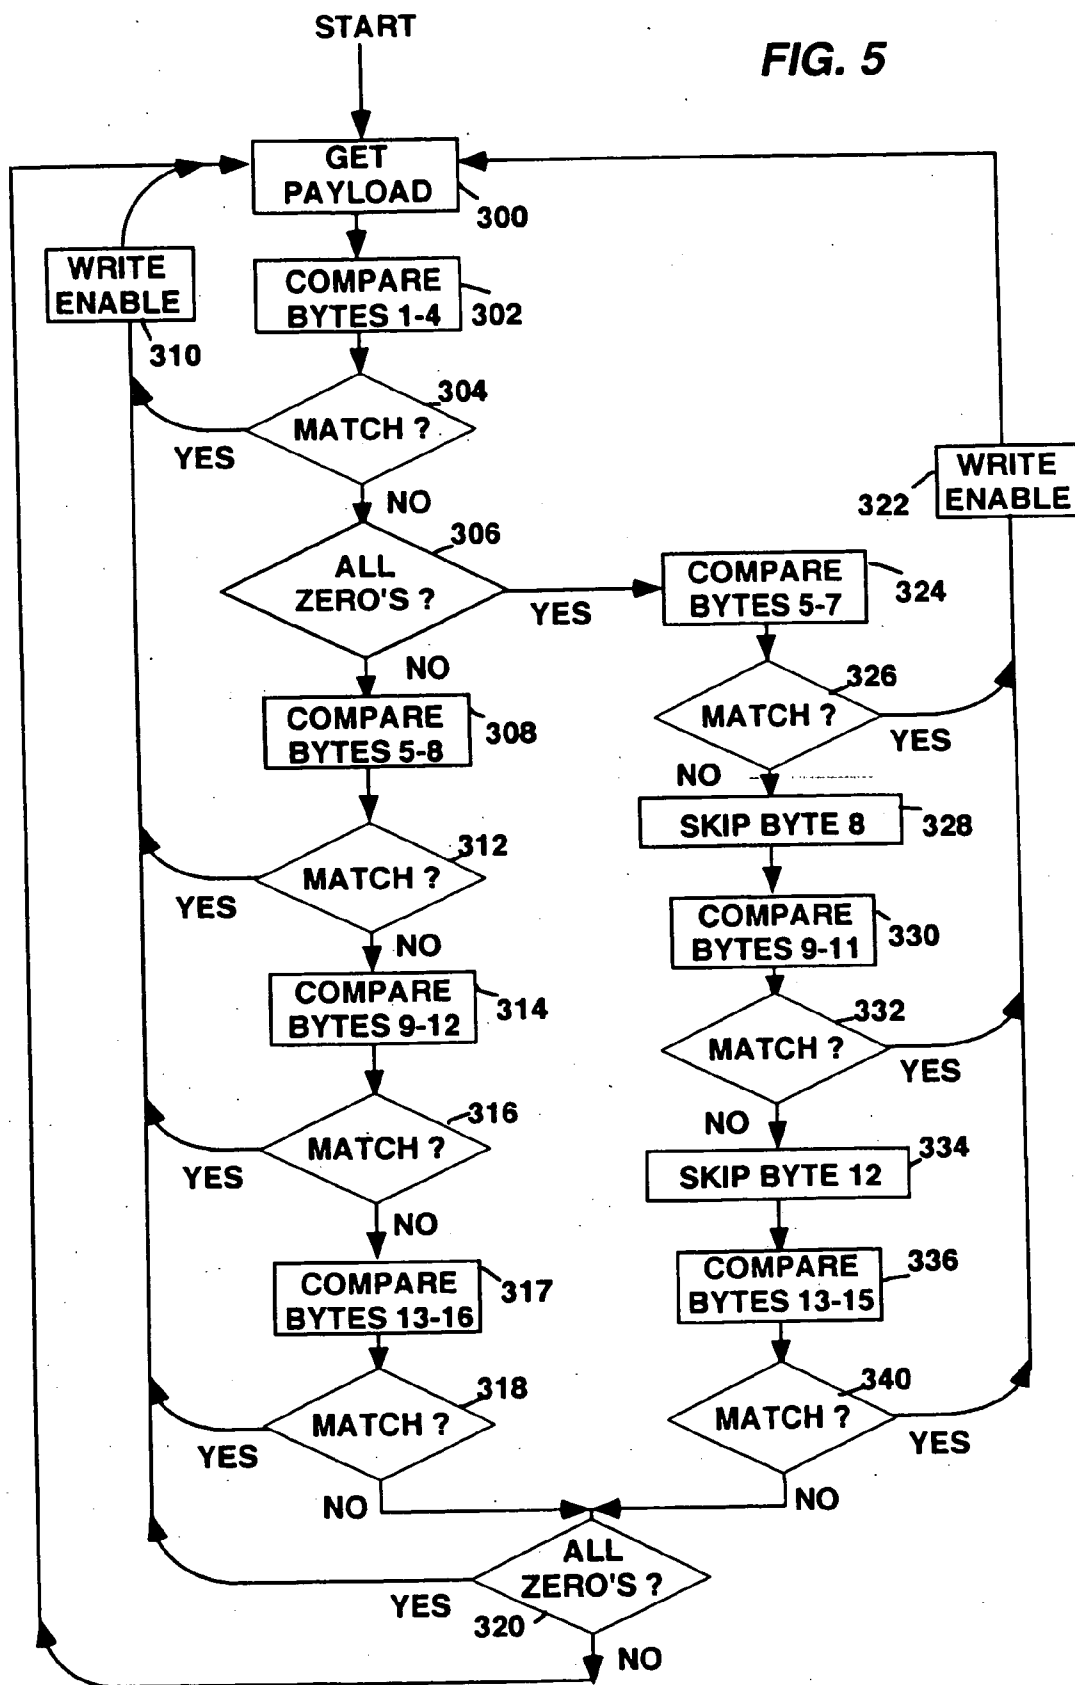 START
FIG. 5
GET
PAYLOAD
300
WRITE
ENABLE
310
COMPARE
BYTES 1-4
302
MATCH ?
304
YES
NO
WRITE
ENABLE
322
ALL
ZERO'S ?
306
YES
NO
COMPARE
BYTES 5-7
324
MATCH ?
326
YES
NO
COMPARE
BYTES 5-8
308
SKIP BYTE 8
328
MATCH ?
312
YES
NO
COMPARE
BYTES 9-11
330
COMPARE
BYTES 9-12
314
MATCH ?
332
YES
NO
MATCH ?
316
YES
NO
SKIP BYTE 12
334
COMPARE
BYTES 13-16
317
COMPARE
BYTES 13-15
336
MATCH ?
318
YES
NO
MATCH ?
340
YES
NO
ALL
ZERO'S ?
320
YES
NO